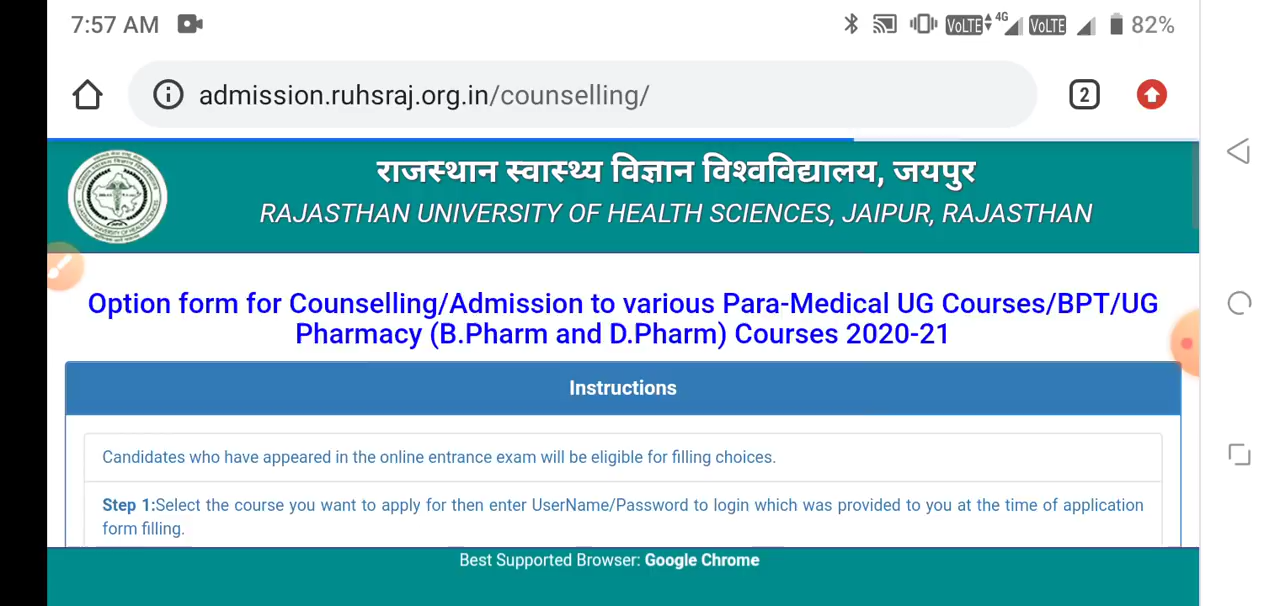 7:57 AM VoLTE 4G VoLTE 82%
admission.ruhsraj.org.in/counselling/ 2
राजस्थान स्वास्थ्य विज्ञान विश्वविद्यालय, जयपुर
RAJASTHAN UNIVERSITY OF HEALTH SCIENCES, JAIPUR, RAJASTHAN
Option form for Counselling/Admission to various Para-Medical UG Courses/BPT/UG
Pharmacy (B.Pharm and D.Pharm) Courses 2020-21
Instructions
Candidates who have appeared in the online entrance exam will be eligible for filling choices.
Step 1:Select the course you want to apply for then enter UserName/Password to login which was provided to you at the time of application
form filling.
Best Supported Browser: Google Chrome